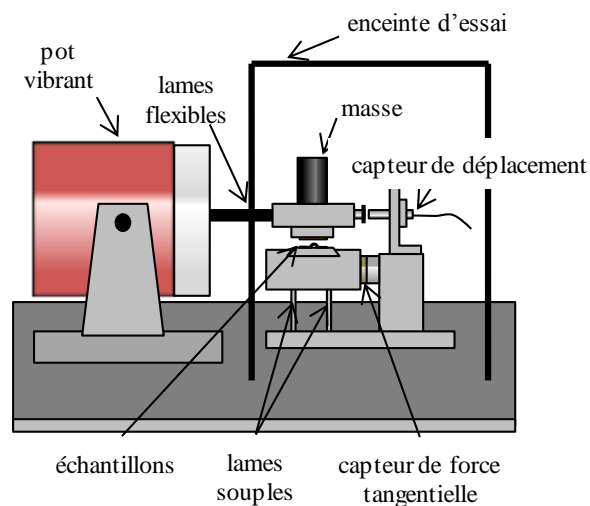 enceinte d'essai
pot
vibrant
lames
flexibles
masse
capteur de déplacement
échantillons
lames
souples
capteur de force
tangentielle